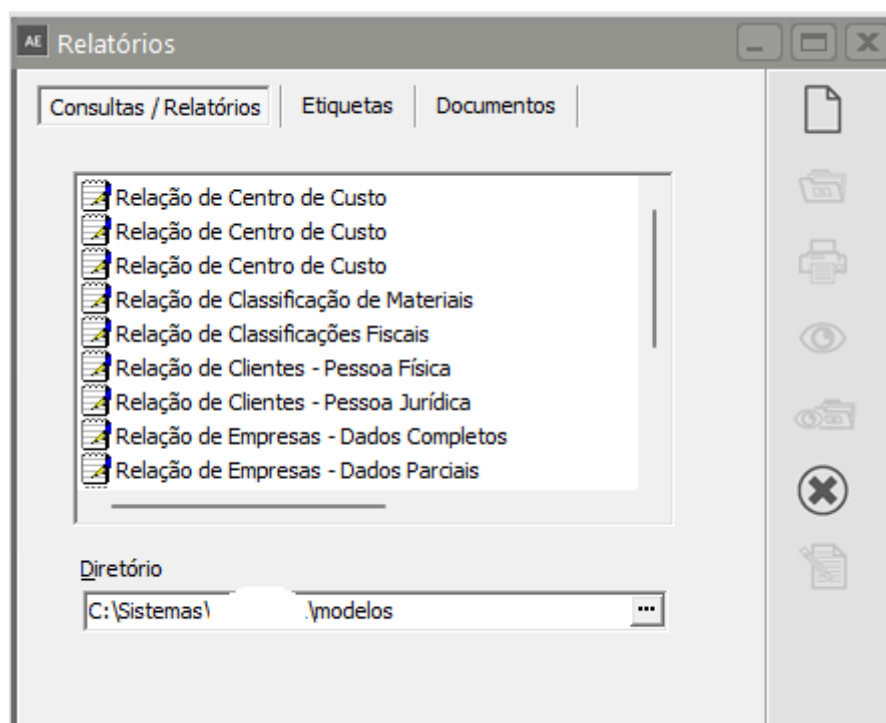 AE Relatórios
Consultas / Relatórios Etiquetas Documentos
Relação de Centro de Custo
Relação de Centro de Custo
Relação de Centro de Custo
Relação de Classificação de Materiais
Relação de Classificações Fiscais
Relação de Clientes - Pessoa Física
Relação de Clientes - Pessoa Jurídica
Relação de Empresas - Dados Completos
Relação de Empresas - Dados Parciais
Diretório
C:\Sistemas\ .\modelos ...